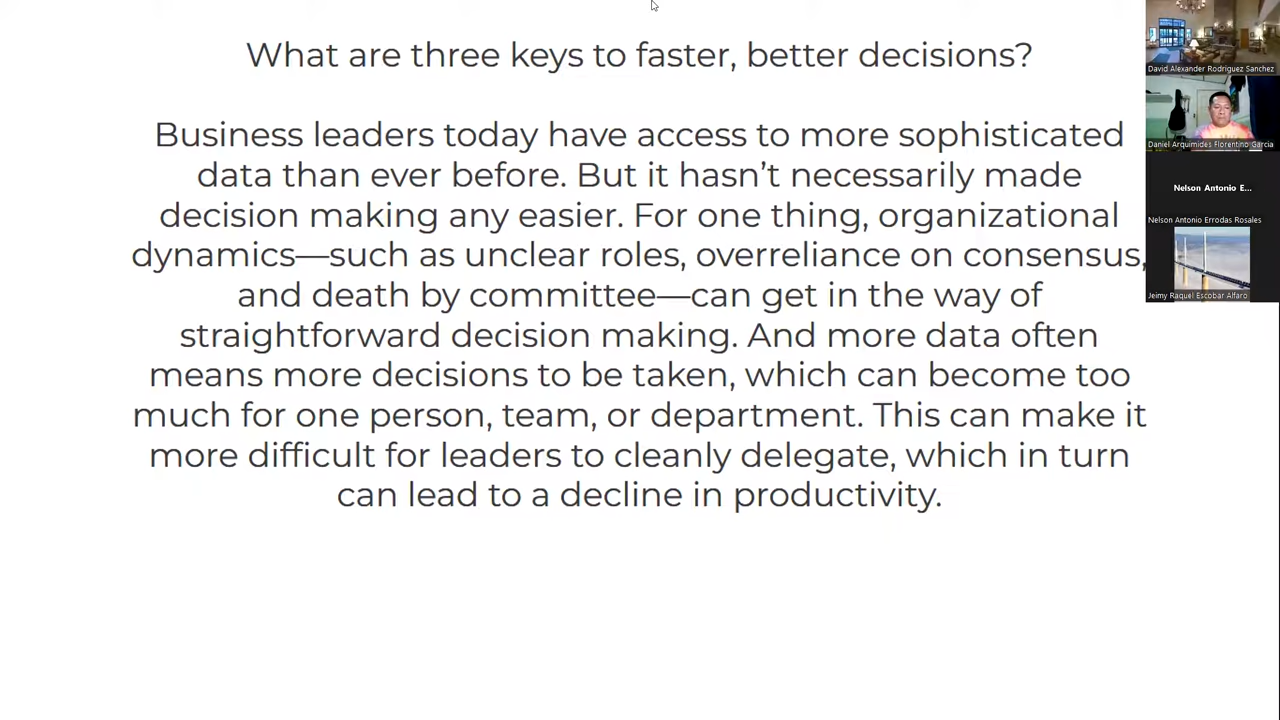 What are three keys to faster, better decisions?
Business leaders today have access to more sophisticated
data than ever before. But it hasn’t necessarily made
decision making any easier. For one thing, organizational
dynamics—such as unclear roles, overreliance on consensus,
and death by committee—can get in the way of
straightforward decision making. And more data often
means more decisions to be taken, which can become too
much for one person, team, or department. This can make it
more difficult for leaders to cleanly delegate, which in turn
can lead to a decline in productivity.
David Alexander Rodriguez Sanchez
Daniel Arquimides Florentino Garcia
Nelson Antonio E...
Nelson Antonio Errodas Rosales
Jeimy Raquel Escobar Alfaro